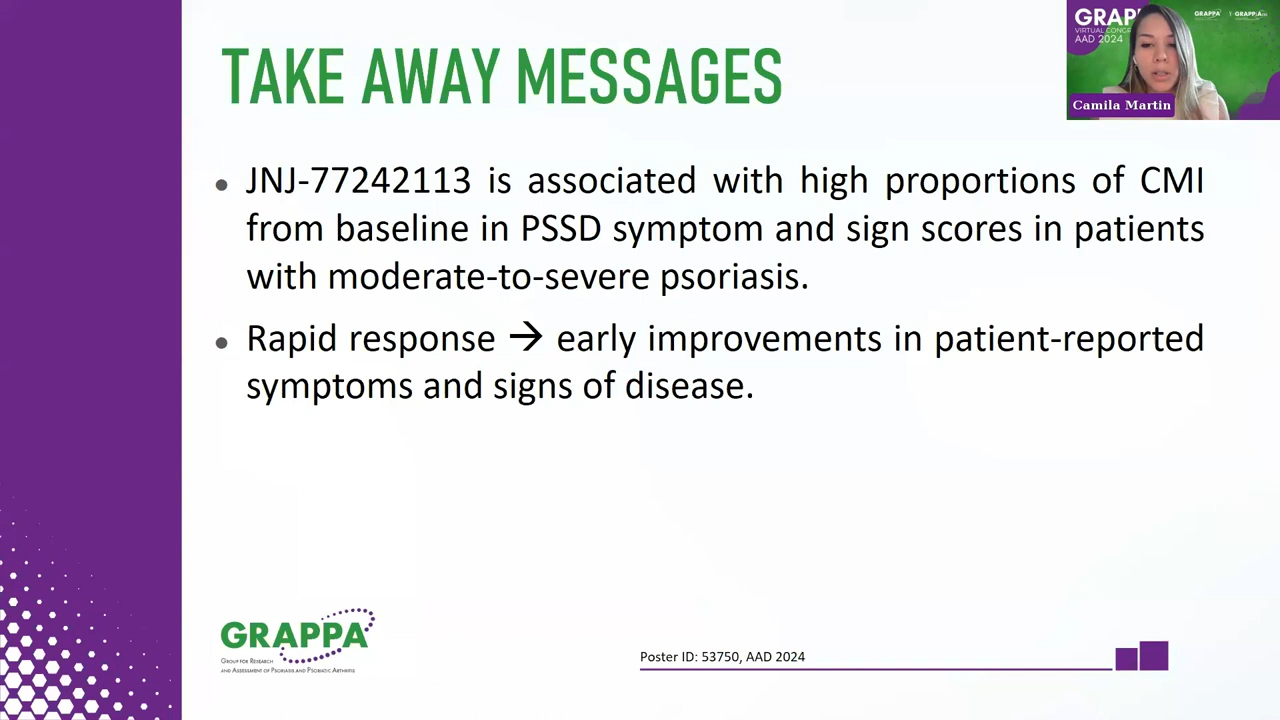 TAKE AWAY MESSAGES
GRAPPA
AAD 2024
Camila Martin
• JNJ-77242113 is associated with high proportions of CMI
from baseline in PSSD symptom and sign scores in patients
with moderate-to-severe psoriasis.
• Rapid response → early improvements in patient-reported
symptoms and signs of disease.
GRAPPA
GROUP FOR RESEARCH
AND ASSESSMENT OF PSORIASIS AND PSORIATIC ARTHRITIS
Poster ID: 53750, AAD 2024